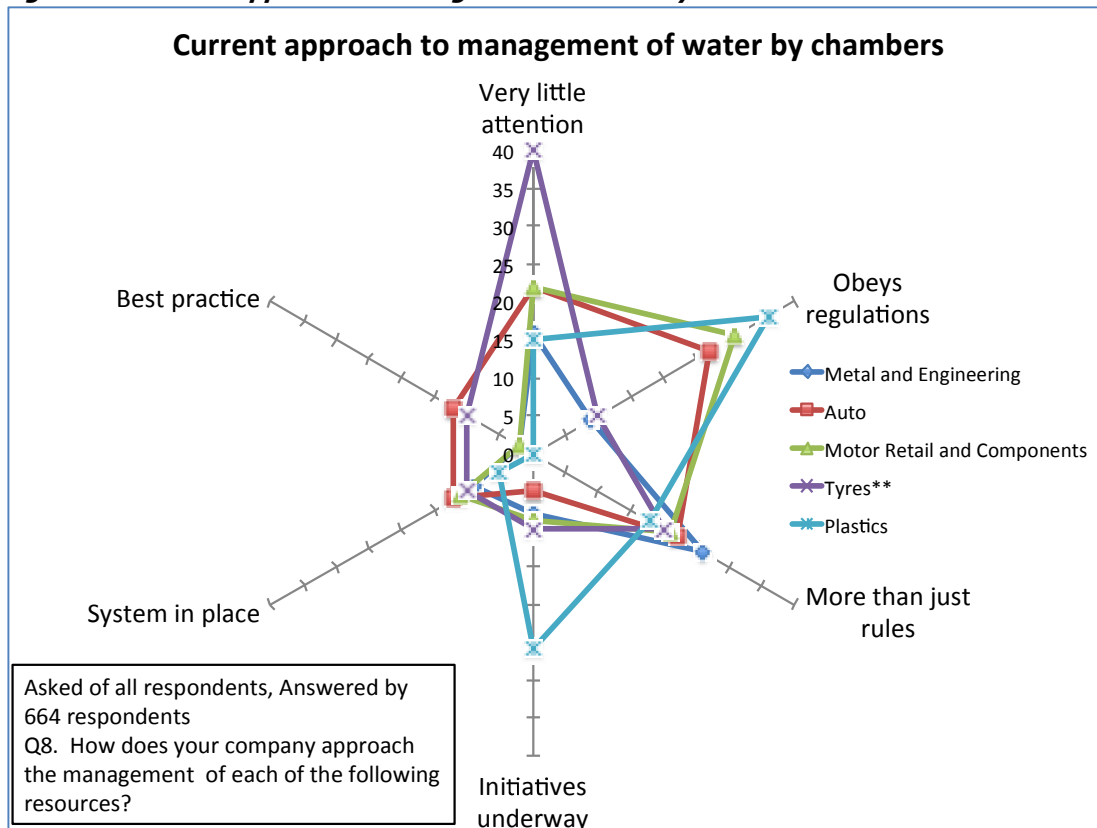 Current approach to management of water by chambers
Very little
attention
40
35
30
25
20
15
10
5
0
Best practice
Obeys
regulations
Metal and Engineering
Auto
Motor Retail and Components
Tyres**
Plastics
System in place
More than just
rules
Initiatives
underway
Asked of all respondents, Answered by
664 respondents
Q8. How does your company approach
the management of each of the following
resources?